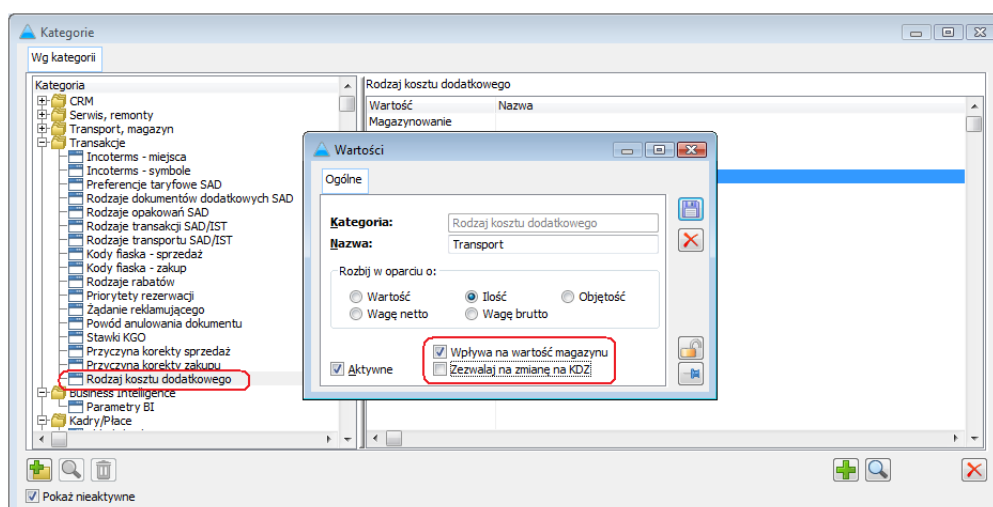 Kategorie
Wg kategorii
Kategoria
CRM
Serwis, remonty
Transport, magazyn
Transakcje
Incoterms - miejsca
Incoterms - symbole
Preferencje taryfowe SAD
Rodzaje dokumentów dodatkowych SAD
Rodzaje opakowań SAD
Rodzaje transakcji SAD/IST
Rodzaje transportu SAD/IST
Kody fiaska - sprzedaż
Kody fiaska - zakup
Rodzaje rabatów
Priorytety rezerwacji
Żądanie reklamującego
Powód anulowania dokumentu
Stawki KGO
Przyczyna korekty sprzedaż
Przyczyna korekty zakupu
Rodzaj kosztu dodatkowego
Business Intelligence
Parametry BI
Kadry/Płace
Rodzaj kosztu dodatkowego
Wartość Nazwa
Magazynowanie
Wartości
Ogólne
Kategoria: Rodzaj kosztu dodatkowego
Nazwa: Transport
Rozbij w oparciu o:
Wartość Ilość Objętość
Wagę netto Wagę brutto
Wpływa na wartość magazynu
Aktywne Zezwalaj na zmianę na KDZ
Pokaż nieaktywne